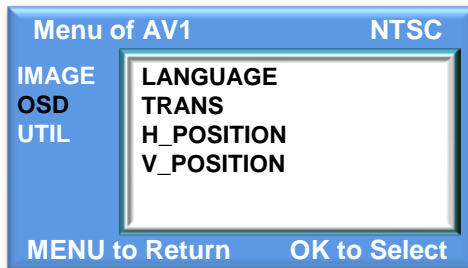 Menu of AV1 NTSC
IMAGE
OSD
UTIL
LANGUAGE
TRANS
H_POSITION
V_POSITION
MENU to Return OK to Select